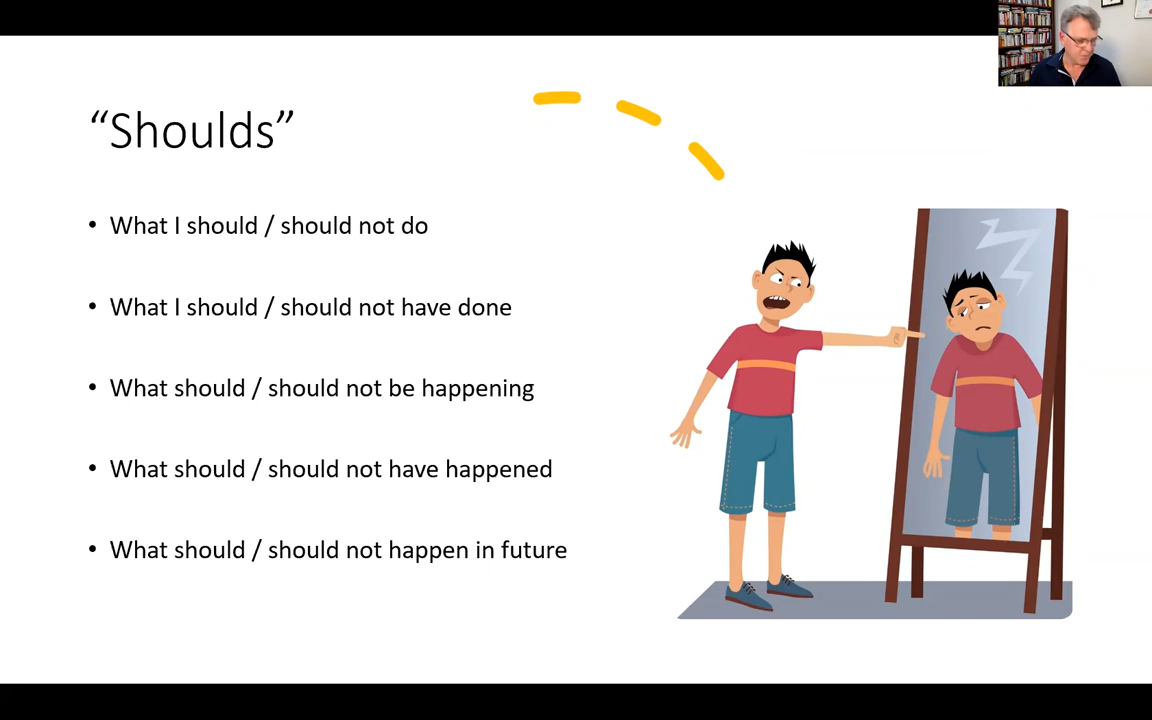 “Shoulds”
• What I should / should not do
• What I should / should not have done
• What should / should not be happening
• What should / should not have happened
• What should / should not happen in future